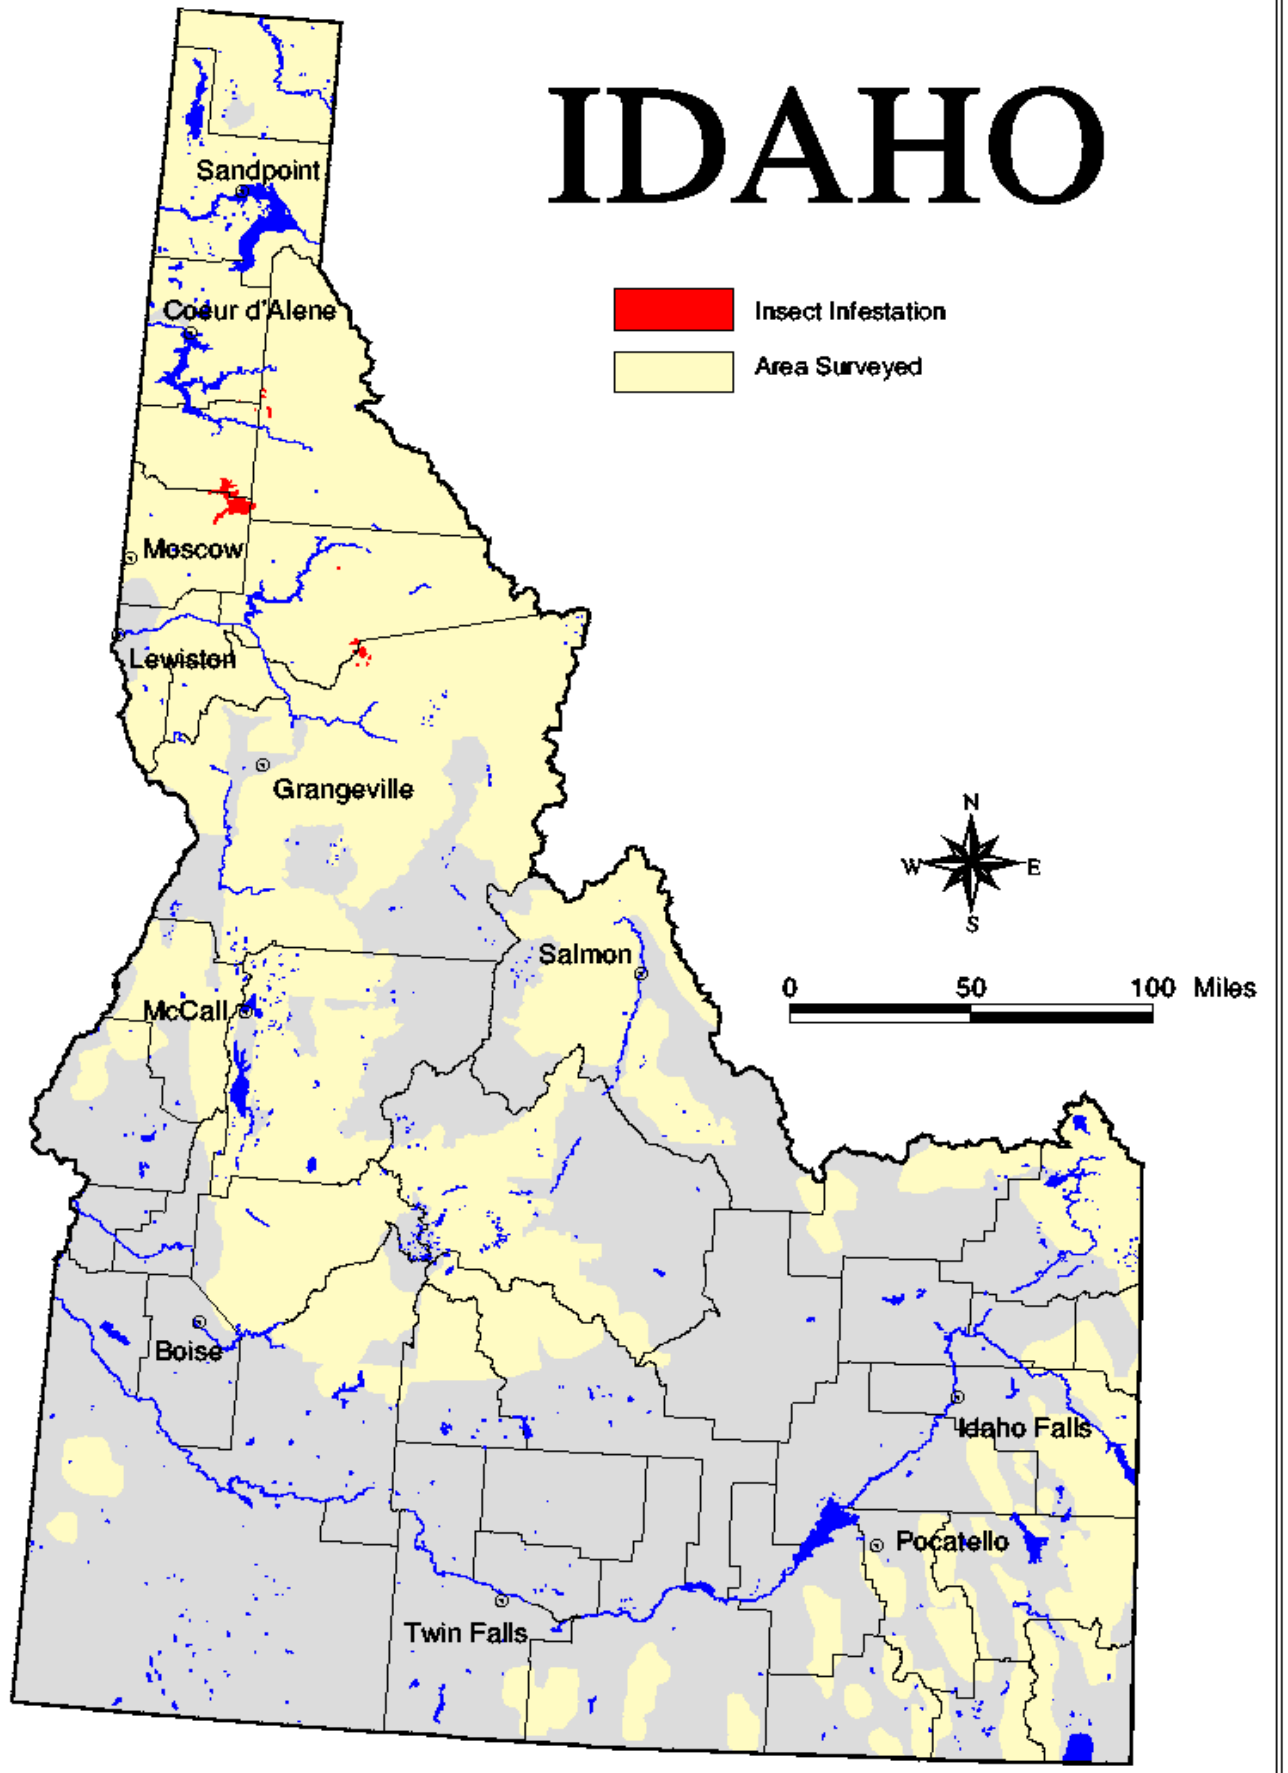 IDAHO
Sandpoint
Insect Infestation
Coeur d'Alene
Area Surveyed
Moscow
Lewiston
Grangeville
N
W E
S
Salmon
0 50 100 Miles
McCall
Boise
Idaho Falls
Pocatello
Twin Falls